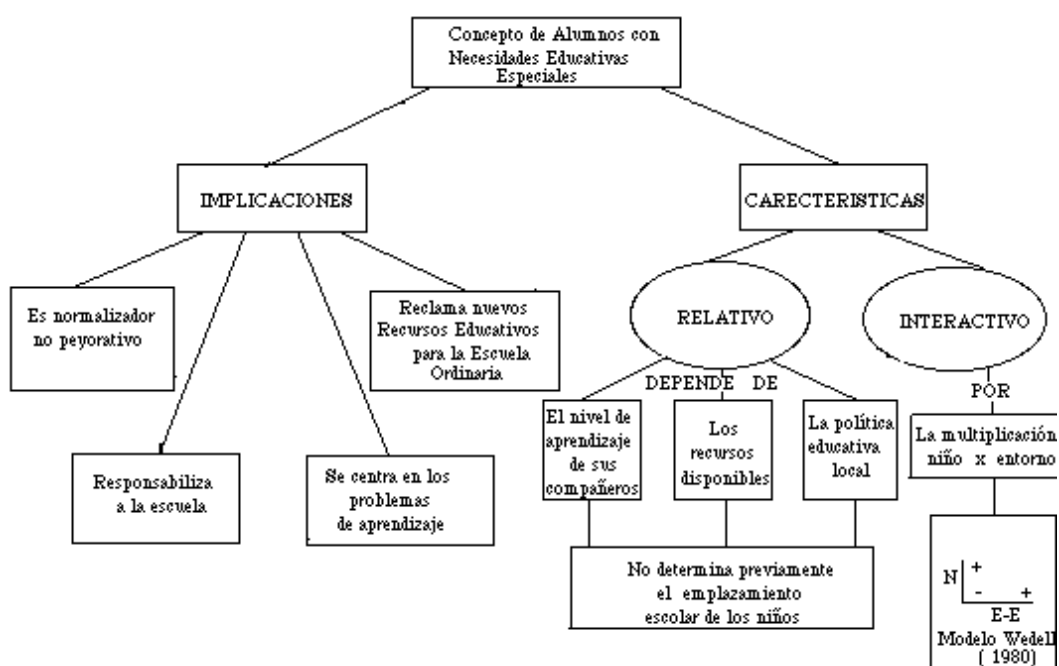 Concepto de Alumnos con
Necesidades Educativas
Especiales
IMPLICACIONES
CARECTERISTICAS
Es normalizador
no peyorativo
Reclama nuevos
Recursos Educativos
para la Escuela
Ordinaria
Responsabiliza
a la escuela
Se centra en los
problemas
de aprendizaje
RELATIVO
INTERACTIVO
DEPENDE DE
POR
El nivel de
aprendizaje
de sus
compañeros
Los
recursos
disponibles
La política
educativa
local
La multiplicación
niño x entorno
No determina previamente
el emplazamiento
escolar de los niños
N +
- +
E-E
Modelo Wedell
( 1980)